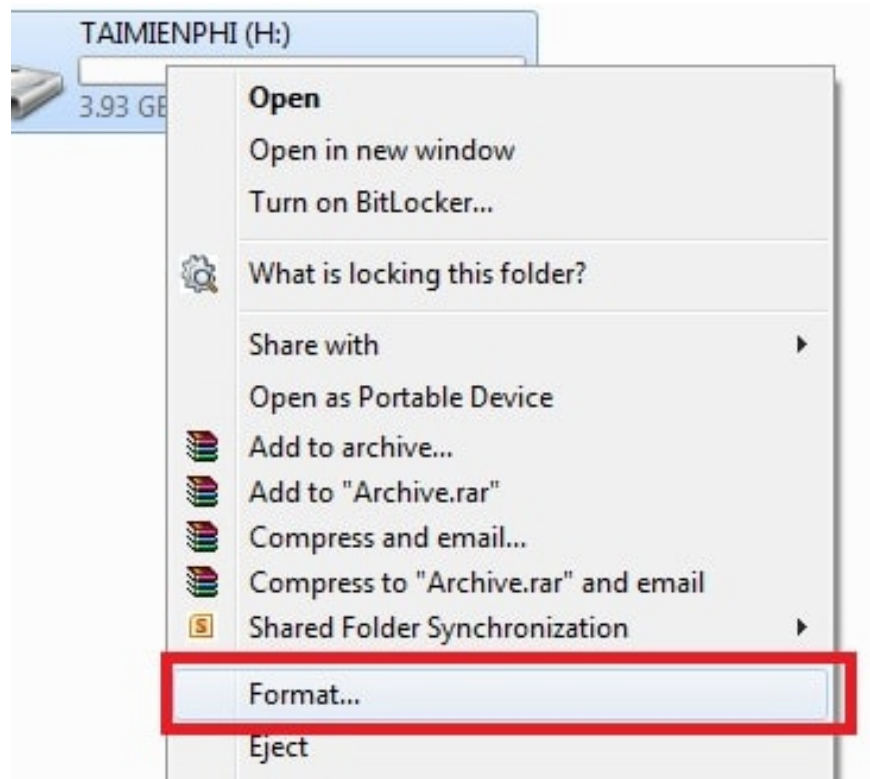 TAIMIENPHI (H:)
3.93 GB
Open
Open in new window
Turn on BitLocker...
What is locking this folder?
Share with
Open as Portable Device
Add to archive...
Add to "Archive.rar"
Compress and email...
Compress to "Archive.rar" and email
Shared Folder Synchronization
Format...
Eject